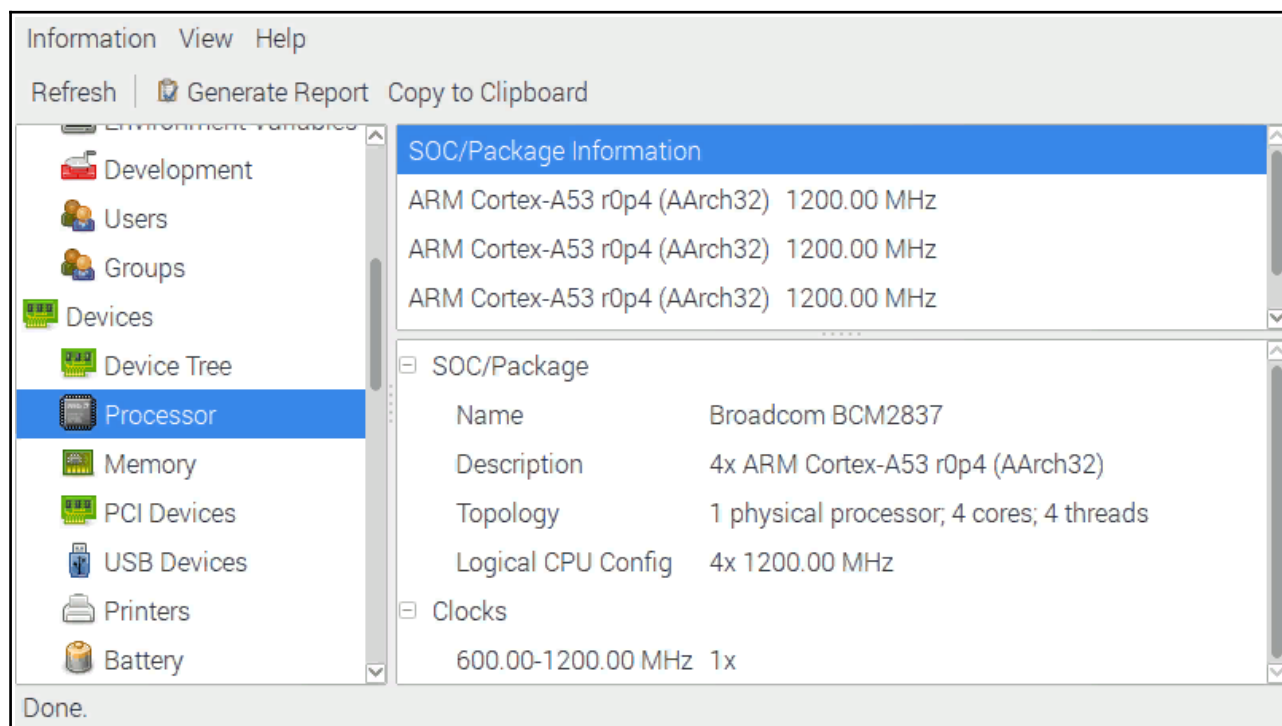 Information View Help
Refresh Generate Report Copy to Clipboard
Environment Variables
Development
Users
Groups
Devices
Device Tree
Processor
Memory
PCI Devices
USB Devices
Printers
Battery
SOC/Package Information
ARM Cortex-A53 r0p4 (AArch32) 1200.00 MHz
ARM Cortex-A53 r0p4 (AArch32) 1200.00 MHz
ARM Cortex-A53 r0p4 (AArch32) 1200.00 MHz
SOC/Package
Name Broadcom BCM2837
Description 4x ARM Cortex-A53 r0p4 (AArch32)
Topology 1 physical processor; 4 cores; 4 threads
Logical CPU Config 4x 1200.00 MHz
Clocks
600.00-1200.00 MHz 1x
Done.